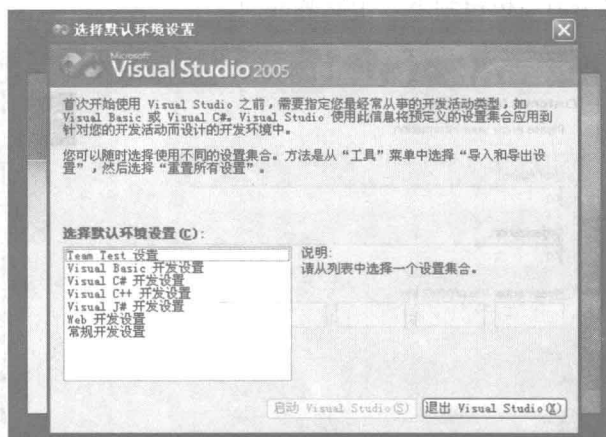 选择默认环境设置
Microsoft
Visual Studio 2005
首次开始使用 Visual Studio 之前，需要指定您最经常从事的开发活动类型，如
Visual Basic 或 Visual C#。Visual Studio 使用此信息将预定义的设置集合应用到
针对您的开发活动而设计的开发环境中。
您可以随时选择使用不同的设置集合。方法是从“工具”菜单中选择“导入和导出设
置”，然后选择“重置所有设置”。
选择默认环境设置(C)：
Team Test 设置
Visual Basic 开发设置
Visual C# 开发设置
Visual C++ 开发设置
Visual J# 开发设置
Web 开发设置
常规开发设置
说明：
请从列表中选择一个设置集合。
启动 Visual Studio(S)
退出 Visual Studio(X)